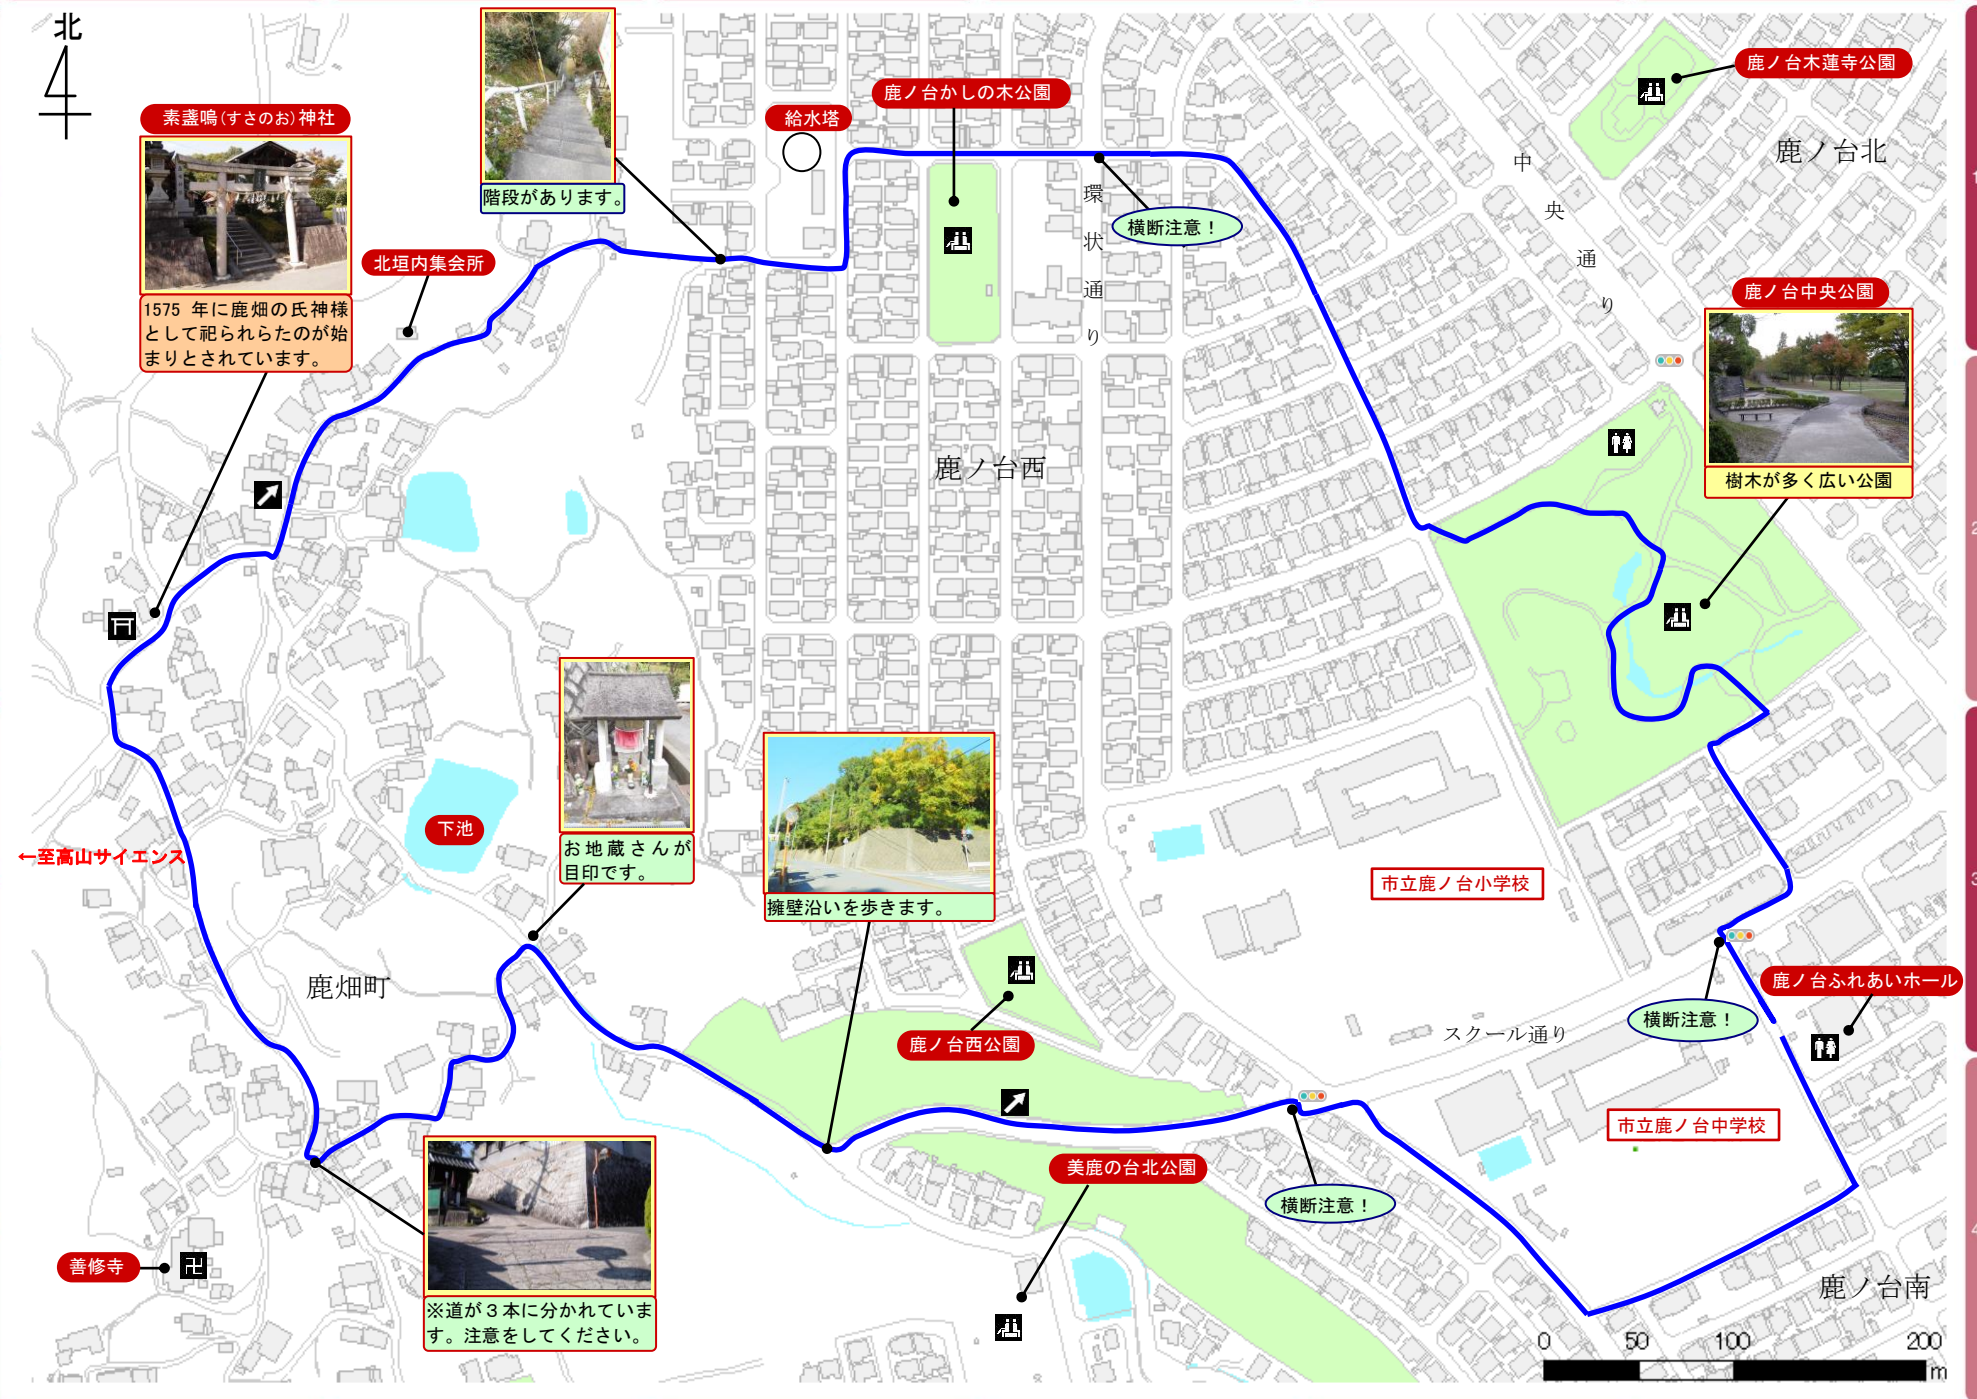 北
素盞嗚(すさのお)神社
1575 年に鹿畑の氏神様
として祀られらたのが始
まりとされています。
階段があります。
北垣内集会所
給水塔
鹿ノ台かしの木公園
横断注意！
環状通り
中央通り
鹿ノ台木蓮寺公園
鹿ノ台北
鹿ノ台中央公園
樹木が多く広い公園
鹿ノ台西
下池
お地蔵さんが
目印です。
擁壁沿いを歩きます。
←至高山サイエンス
市立鹿ノ台小学校
鹿畑町
鹿ノ台西公園
スクール通り
横断注意！
鹿ノ台ふれあいホール
市立鹿ノ台中学校
美鹿の台北公園
横断注意！
善修寺
卍
※道が３本に分かれていま
す。注意をしてください。
鹿ノ台南
0 50 100 200
m